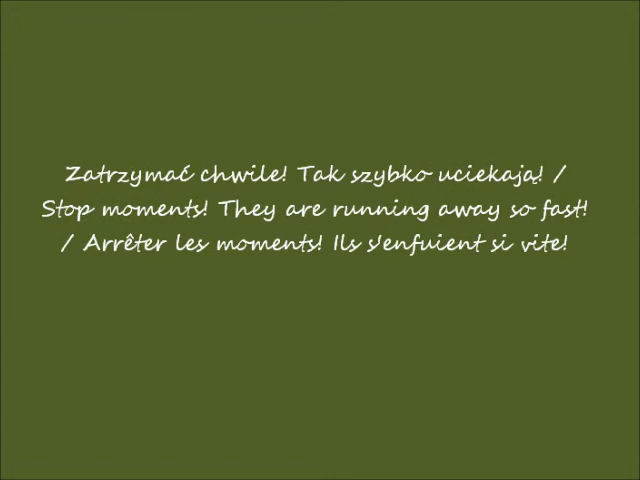 Zatrzymać chwile! Tak szybko uciekają! /
Stop moments! They are running away so fast!
/ Arrêter les moments! Ils s'enfuient si vite!